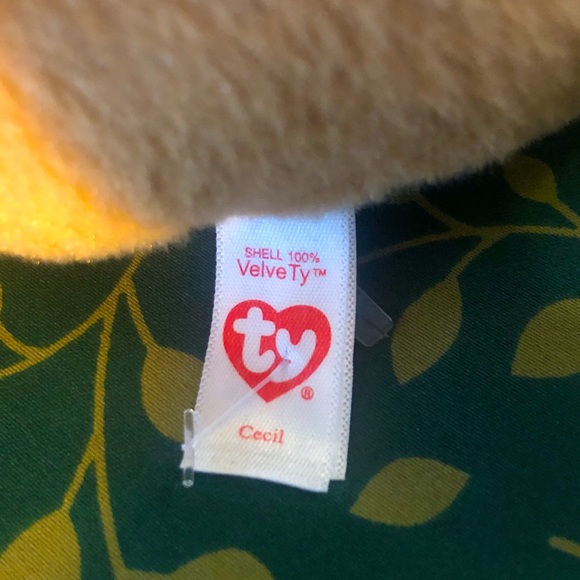 SHELL 100%
VelveTy™
ty®
Cecil